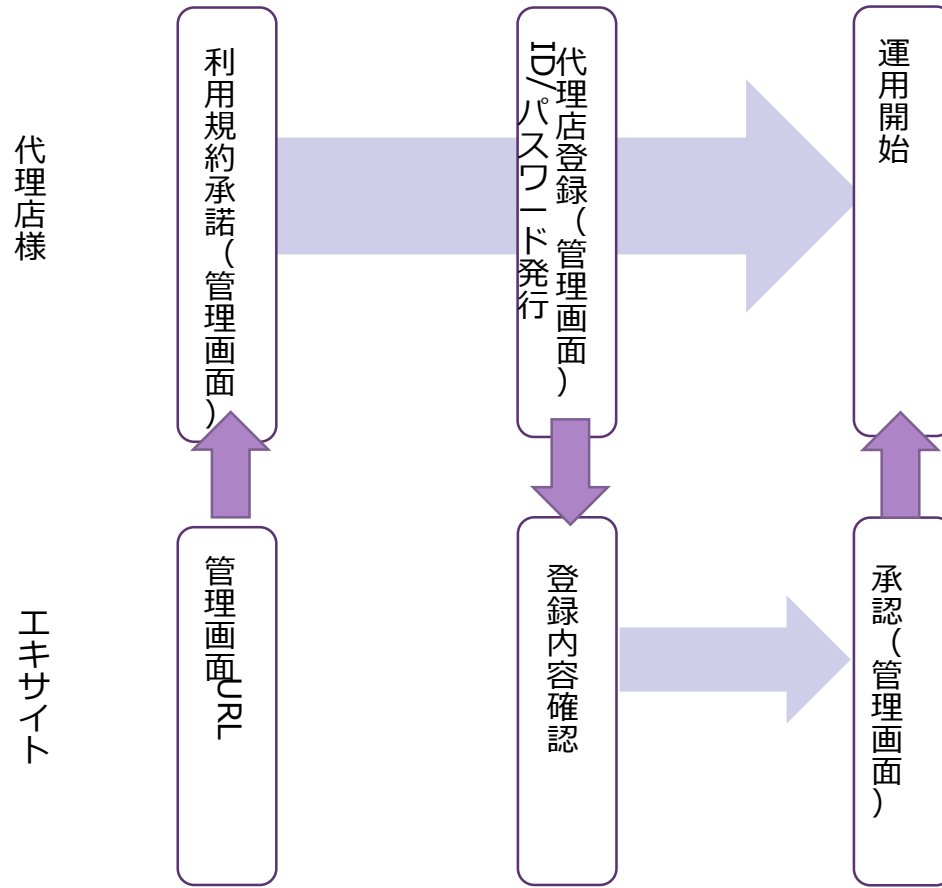 代理店様
利用規約承諾(管理画面)
代理店登録(管理画面)
ID/パスワード発行
運用開始
エキサイト
管理画面URL
登録内容確認
承認(管理画面)